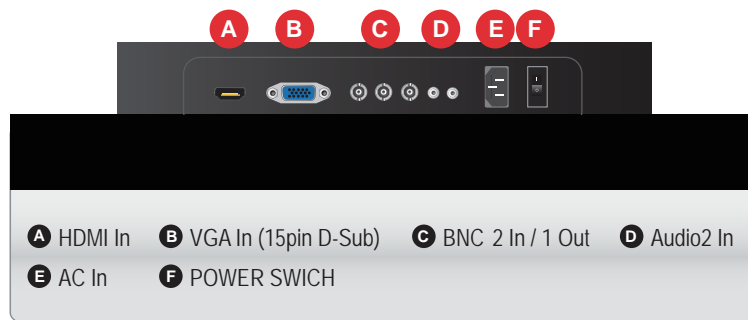 A B C D E F
A HDMI In B VGA In (15pin D-Sub) C BNC 2 In / 1 Out D Audio2 In
E AC In F POWER SWICH